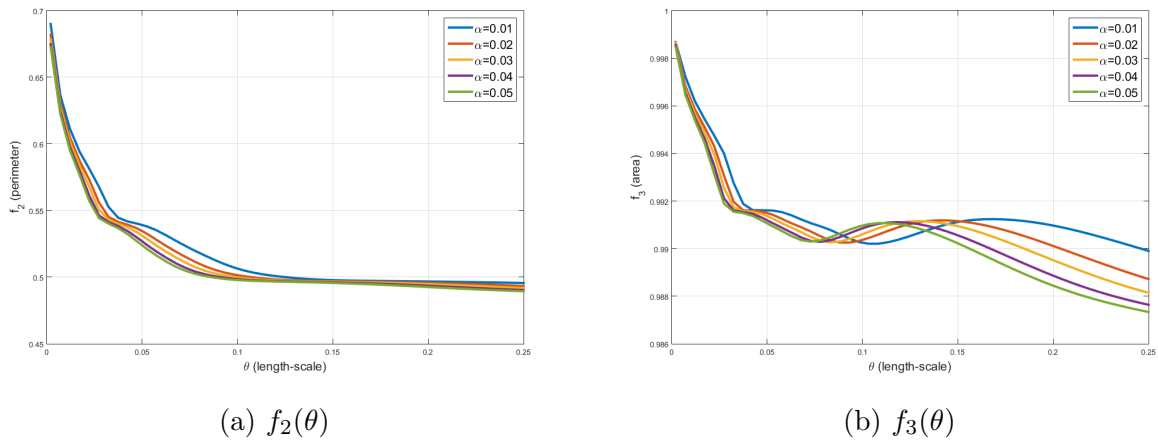 0.7
0.65
0.6
0.55
0.5
0.45
f2 (perimeter)
0 0.05 0.1 0.15 0.2 0.25
θ (length-scale)
α=0.01
α=0.02
α=0.03
α=0.04
α=0.05
(a) f2(θ)
1
0.998
0.996
0.994
0.992
0.99
0.988
0.986
f3 (area)
0 0.05 0.1 0.15 0.2 0.25
θ (length-scale)
α=0.01
α=0.02
α=0.03
α=0.04
α=0.05
(b) f3(θ)